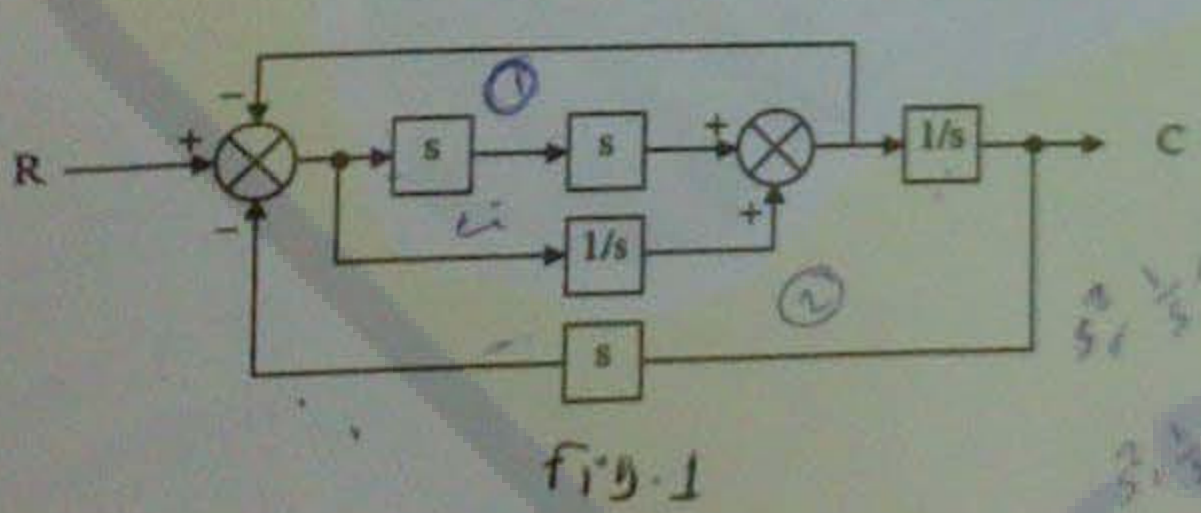 ①
− + + 
R s s 1/s C
− + 
1/s
②
s
fig.1